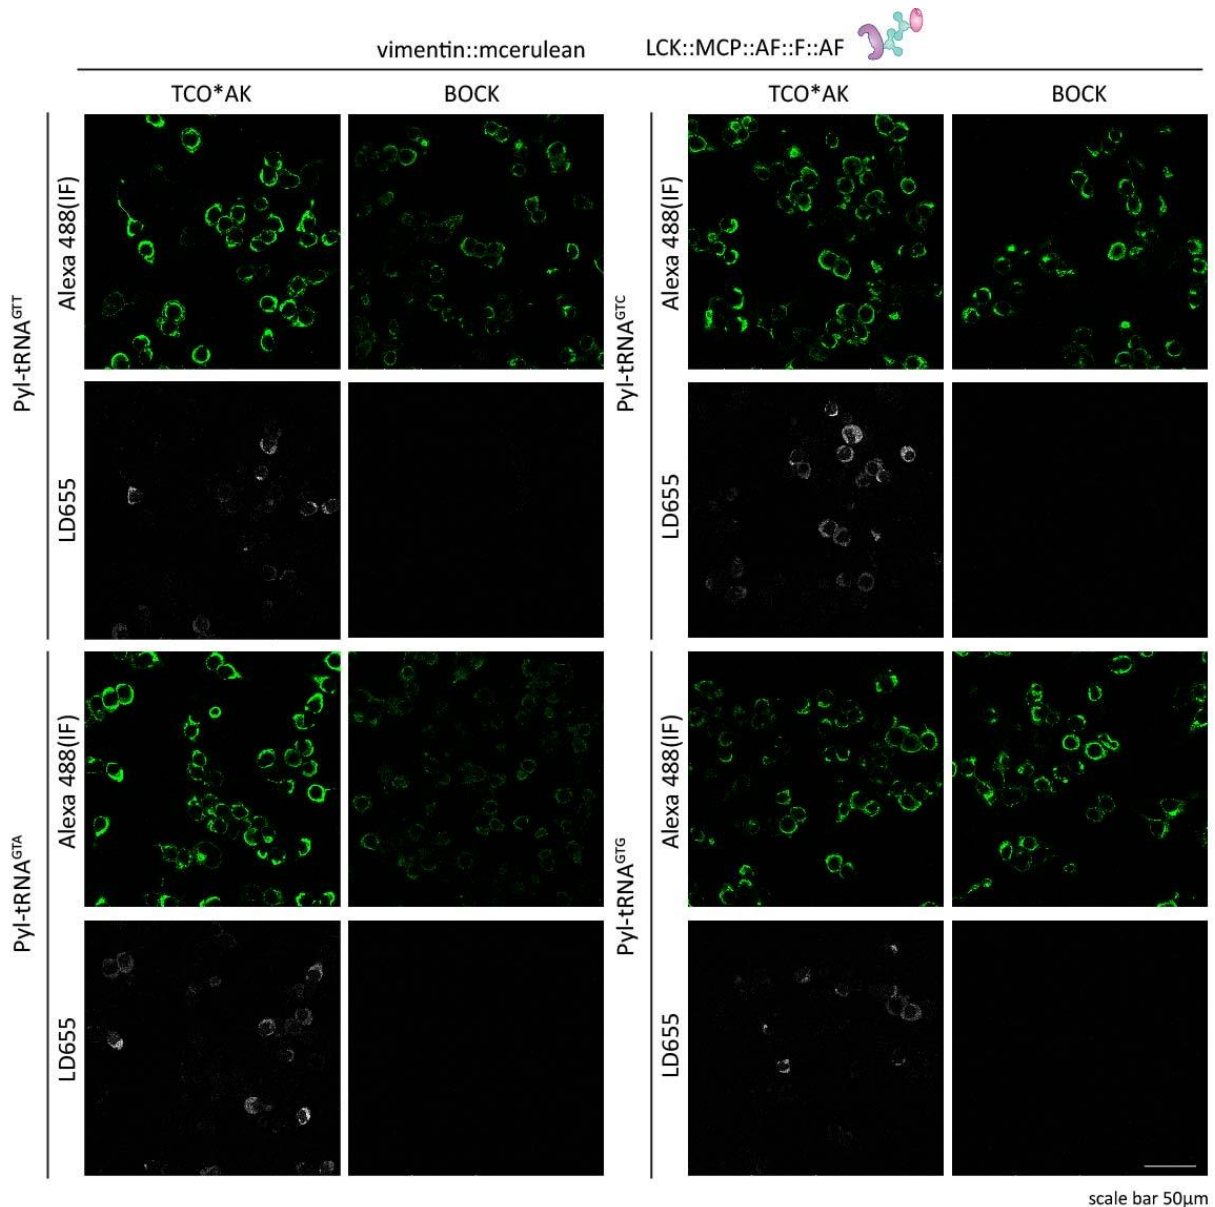 vimentin::mcerulean LCK::MCP::AF::F::AF
TCO*AK BOCK TCO*AK BOCK
Pyl-tRNAGTT
Alexa 488(IF)
LD655
Pyl-tRNAGTC
Alexa 488(IF)
LD655
Pyl-tRNAGTA
Alexa 488(IF)
LD655
Pyl-tRNAGTG
Alexa 488(IF)
LD655
scale bar 50μm